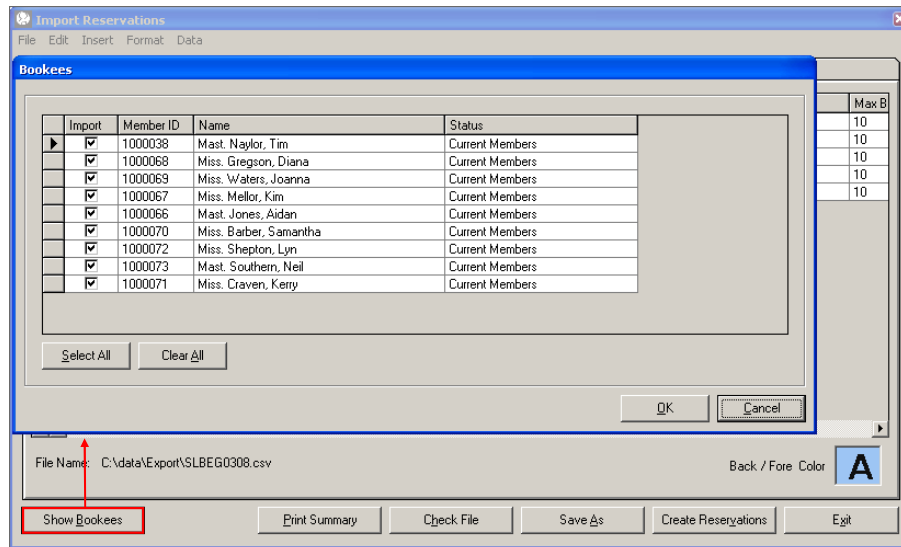 Import Reservations
File Edit Insert Format Data
Bookees
Max B
Import Member ID Name Status
10
1000038 Mast. Naylor, Tim Current Members
10
1000068 Miss. Gregson, Diana Current Members
10
1000069 Miss. Waters, Joanna Current Members
10
1000067 Miss. Mellor, Kim Current Members
10
1000066 Mast. Jones, Aidan Current Members
1000070 Miss. Barber, Samantha Current Members
1000072 Miss. Shepton, Lyn Current Members
1000073 Mast. Southern, Neil Current Members
1000071 Miss. Craven, Kerry Current Members
Select All Clear All
OK Cancel
File Name: C:\data\Export\SLBEG0308.csv Back / Fore Color A
Show Bookees Print Summary Check File Save As Create Reservations Exit